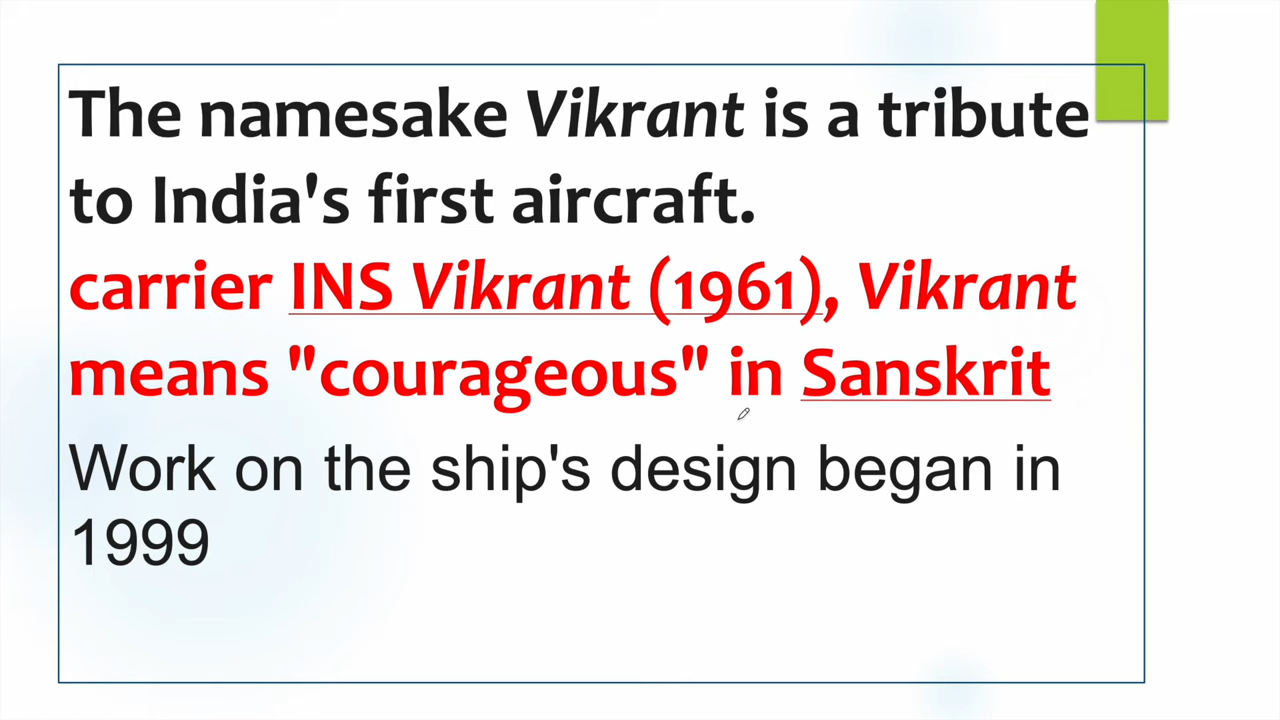 The namesake Vikrant is a tribute
to India's first aircraft.
carrier INS Vikrant (1961), Vikrant
means "courageous" in Sanskrit
Work on the ship's design began in
1999